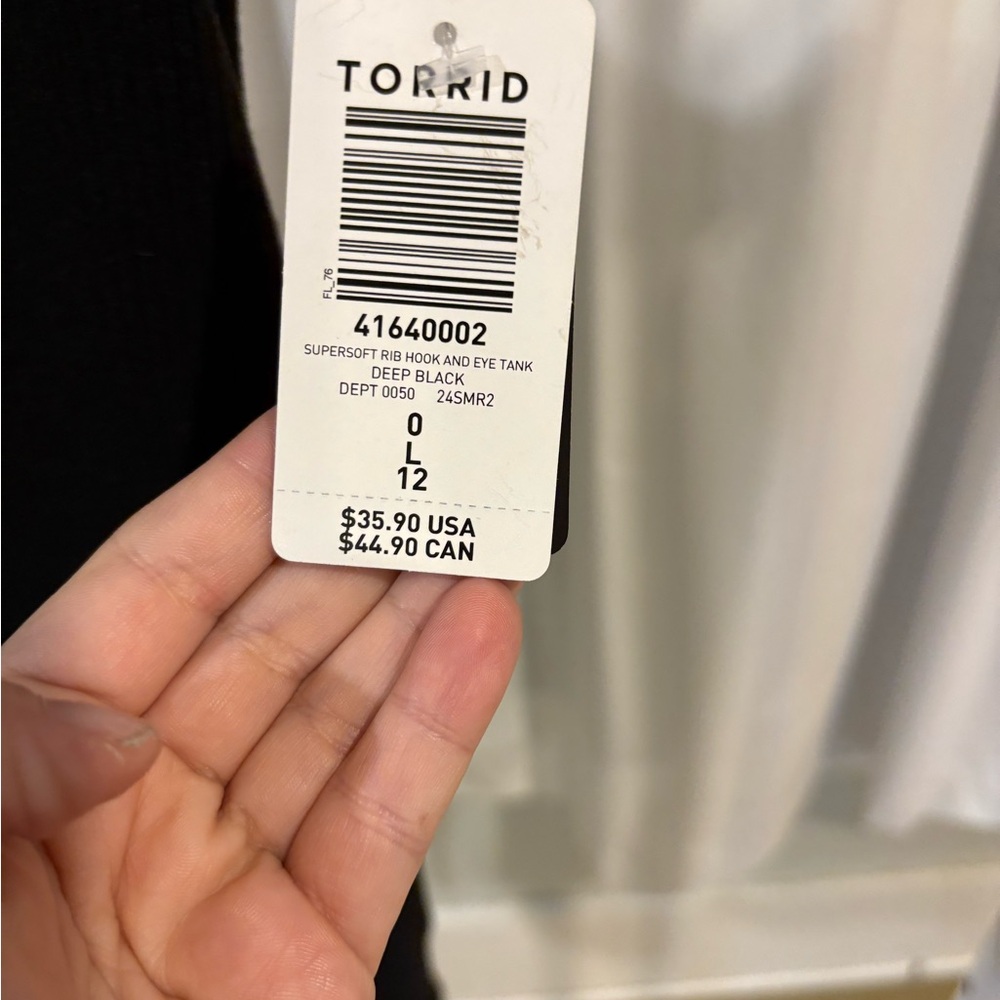 TORRID
FL_76
41640002
SUPERSOFT RIB HOOK AND EYE TANK
DEEP BLACK
DEPT 0050 24SMR2
0
L
12
$35.90 USA
$44.90 CAN